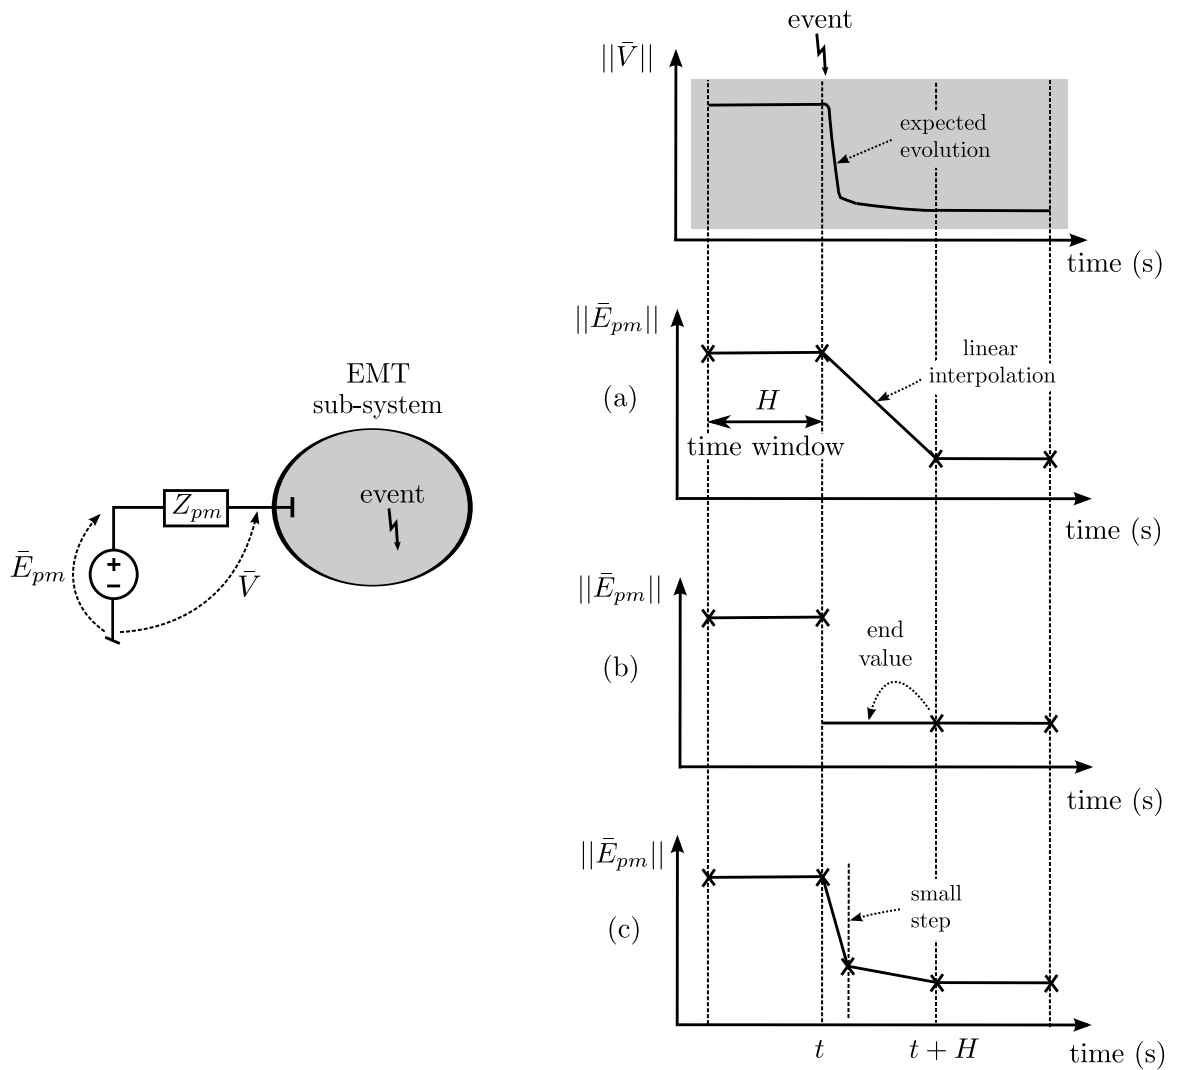 event
||V̄||
expected
evolution
time (s)
||Ē_pm||
linear
interpolation
(a)
H
time window
time (s)
EMT
sub-system
event
Z_pm
+
−
Ē_pm
V̄
||Ē_pm||
end
value
(b)
time (s)
||Ē_pm||
small
step
(c)
t
t + H
time (s)